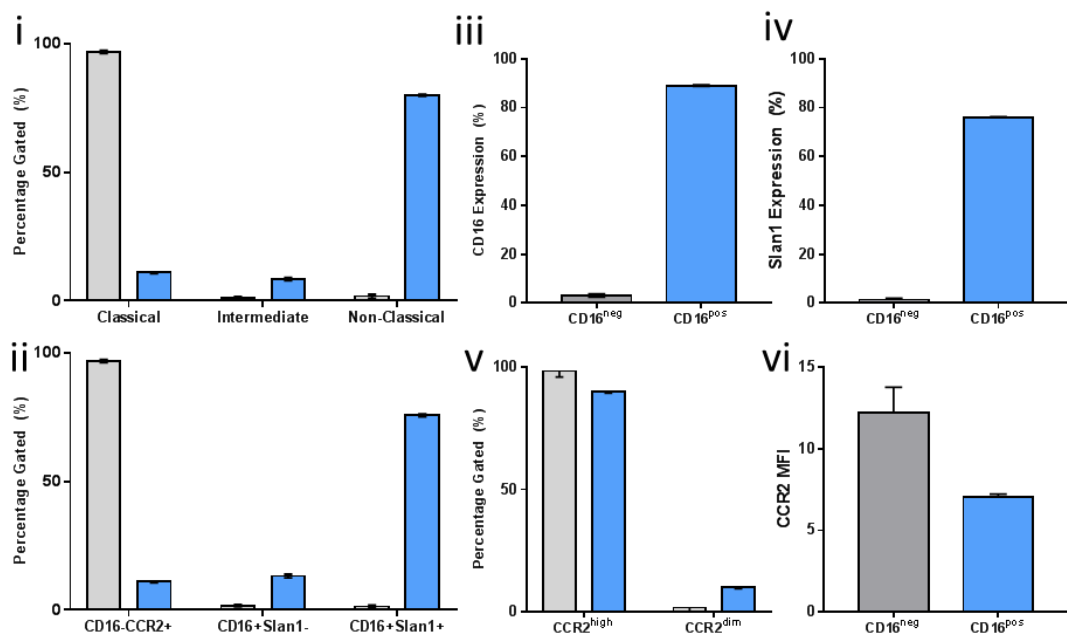 i
Percentage Gated (%)
100
50
0
Classical Intermediate Non-Classical
iii
CD16 Expression (%)
100
80
60
40
20
0
CD16neg CD16pos
iv
Slan1 Expression (%)
100
80
60
40
20
0
CD16neg CD16pos
ii
Percentage Gated (%)
100
50
0
CD16-CCR2+ CD16+Slan1- CD16+Slan1+
v
Percentage Gated (%)
100
50
0
CCR2high CCR2dim
vi
CCR2 MFI
15
10
5
0
CD16neg CD16pos